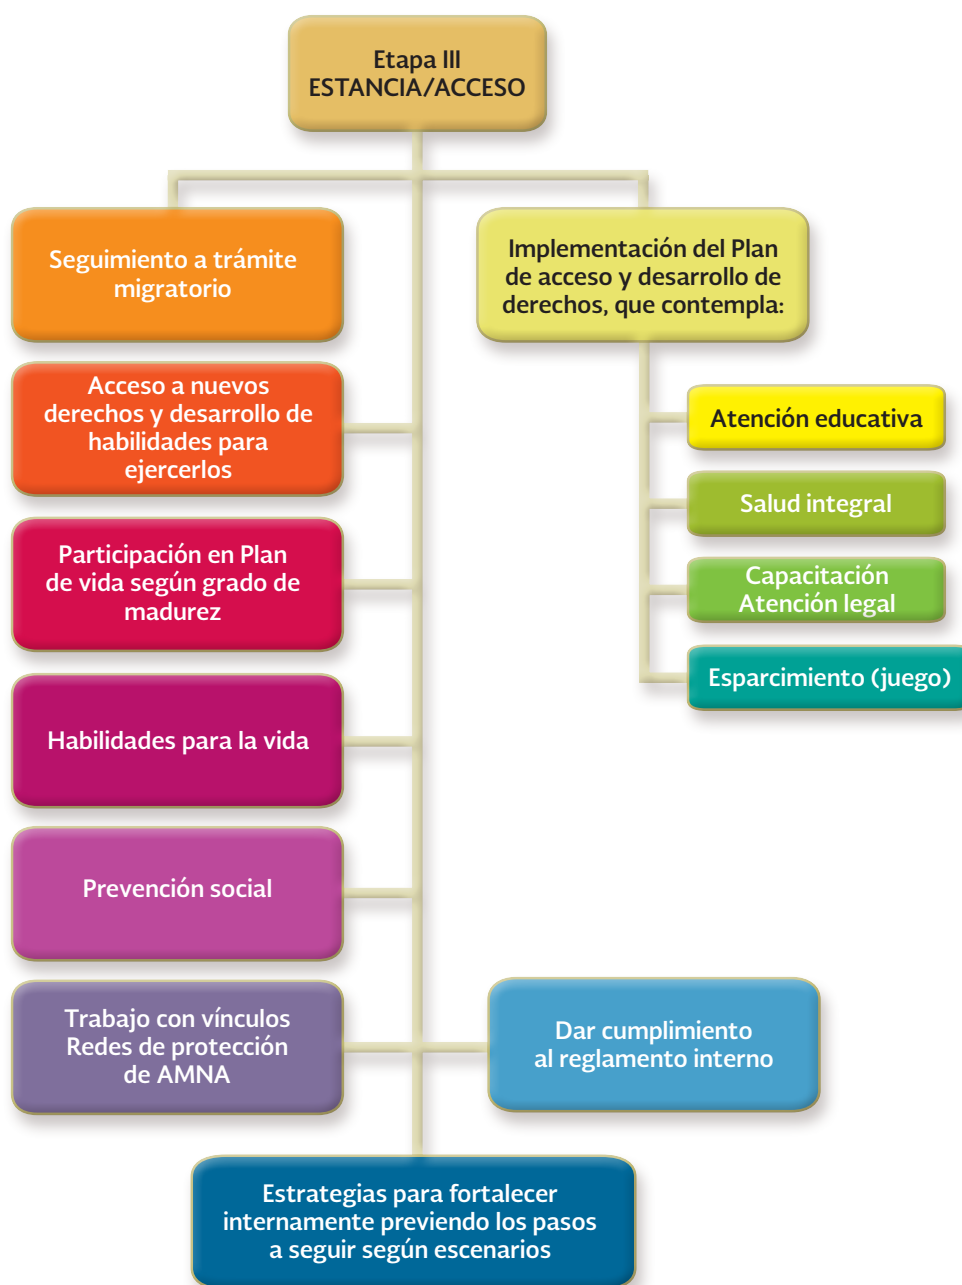 Etapa III
ESTANCIA/ACCESO
Seguimiento a trámite
migratorio
Implementación del Plan
de acceso y desarrollo de
derechos, que contempla:
Acceso a nuevos
derechos y desarrollo de
habilidades para
ejercerlos
Atención educativa
Salud integral
Capacitación
Atención legal
Esparcimiento (juego)
Participación en Plan
de vida según grado de
madurez
Habilidades para la vida
Prevención social
Trabajo con vínculos
Redes de protección
de AMNA
Dar cumplimiento
al reglamento interno
Estrategias para fortalecer
internamente previendo los pasos
a seguir según escenarios